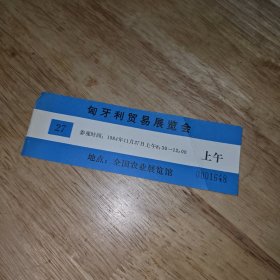 匈牙利贸易展览会
27
参观时间：1984年11月27日上午8:30—12:00
上午
地点：全国农业展览馆
0001548